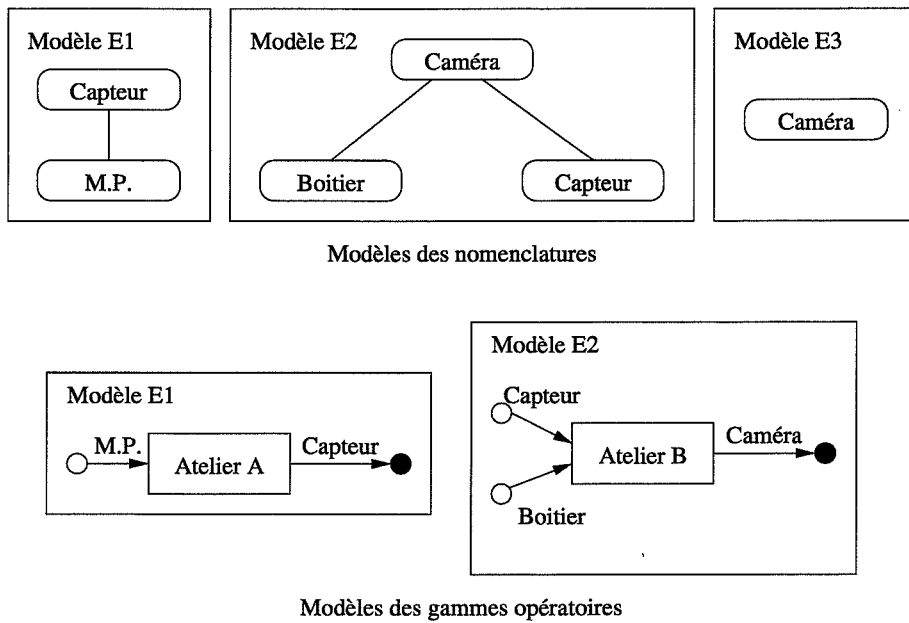 Modèle E1
Capteur
M.P.
Modèle E2
Caméra
Boitier
Capteur
Modèle E3
Caméra
Modèles des nomenclatures
Modèle E1
M.P.
Atelier A
Capteur
Modèle E2
Capteur
Boitier
Atelier B
Caméra
Modèles des gammes opératoires